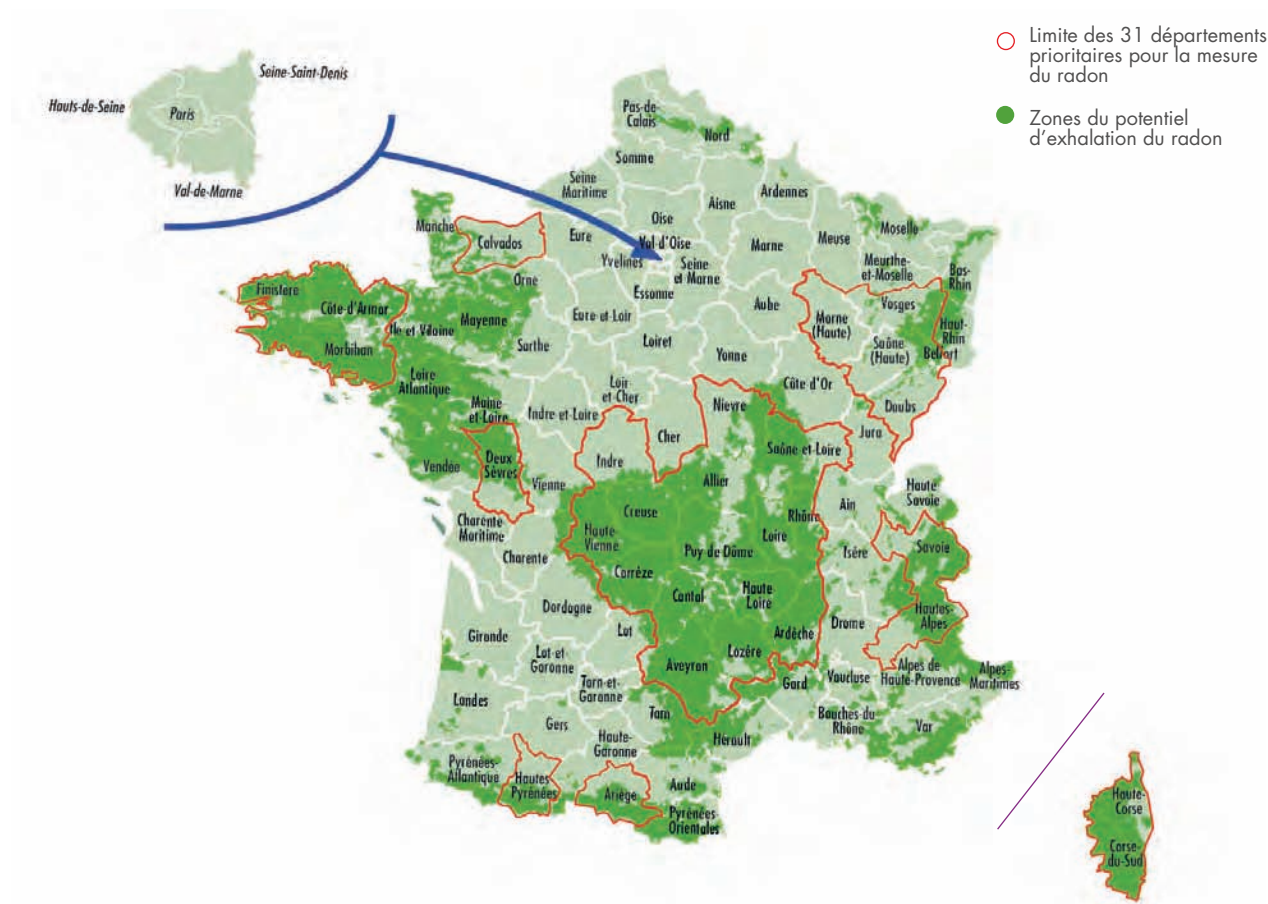 Limite des 31 départements
prioritaires pour la mesure
du radon
Zones du potentiel
d'exhalation du radon
Seine-Saint-Denis
Hauts-de-Seine
Paris
Val-de-Marne
Pas-de-
Calais
Nord
Somme
Seine
Maritime
Ardennes
Aisne
Oise
Manche
Calvados
Eure
Val-d'Oise
Marne
Meuse
Moselle
Yvelines
Seine
et Marne
Meurthe-
et-Moselle
Bas-
Rhin
Orne
Essonne
Finistere
Côte-d'Armor
Ile et Vilaine
Mayenne
Eure-et-Loir
Aube
Marne
(Haute)
Vosges
Haut-
Rhin
Morbihan
Sarthe
Loiret
Yonne
Saône
(Haute)
Belfort
Loire
Atlantique
Loir
et Cher
Côte d'Or
Maine
et-Loire
Indre-et-Loire
Nievre
Doubs
Cher
Jura
Vendée
Deux
Sèvres
Vienne
Indre
Saône-et-Loire
Allier
Haute
Savoie
Charente
Maritime
Creuse
Rhône
Ain
Haute-
Vienne
Loire
Charente
Puy-de-Dôme
Isère
Savoie
Corrèze
Cantal
Haute
Loire
Dordogne
Hautes-
Alpes
Gironde
Lot
Ardèche
Drome
Lot-et
Garonne
Aveyron
Lozère
Tarn-et-
Garonne
Gard
Vaucluse
Alpes de
Haute-Provence
Alpes-
Maritimes
Landes
Tarn
Gers
Bouches-du
Rhône
Var
Haute-
Garonne
Hérault
Pyrénées-
Atlantique
Hautes
Pyrénées
Ariége
Aude
Pyrénées-
Orientales
Haute-
Corse
Corse-
du-Sud